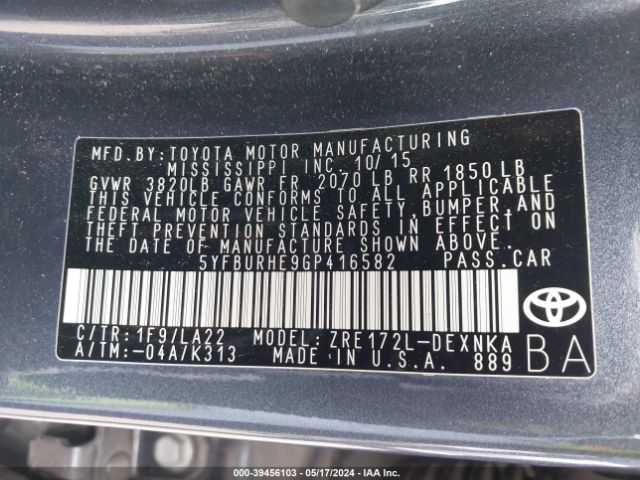 MFD.BY:TOYOTA MOTOR MANUFACTURING
MISSISSIPPI INC. 10/15
GVWR 3820LB GAWR FR 2070 LB RR 1850 LB
THIS VEHICLE CONFORMS TO ALL APPLICABLE
FEDERAL MOTOR VEHICLE SAFETY,BUMPER,AND
THEFT PREVENTION STANDARDS IN EFFECT ON
THE DATE OF MANUFACTURE SHOWN ABOVE.
5YFBURHE9GP416582 PASS.CAR
C/TR: 1F9/LA22 MODEL: ZRE172L-DEXNKA
A/TM:-04A/K313 MADE IN U.S.A. 889
BA
000-39456103 — 05/17/2024 — IAA Inc.